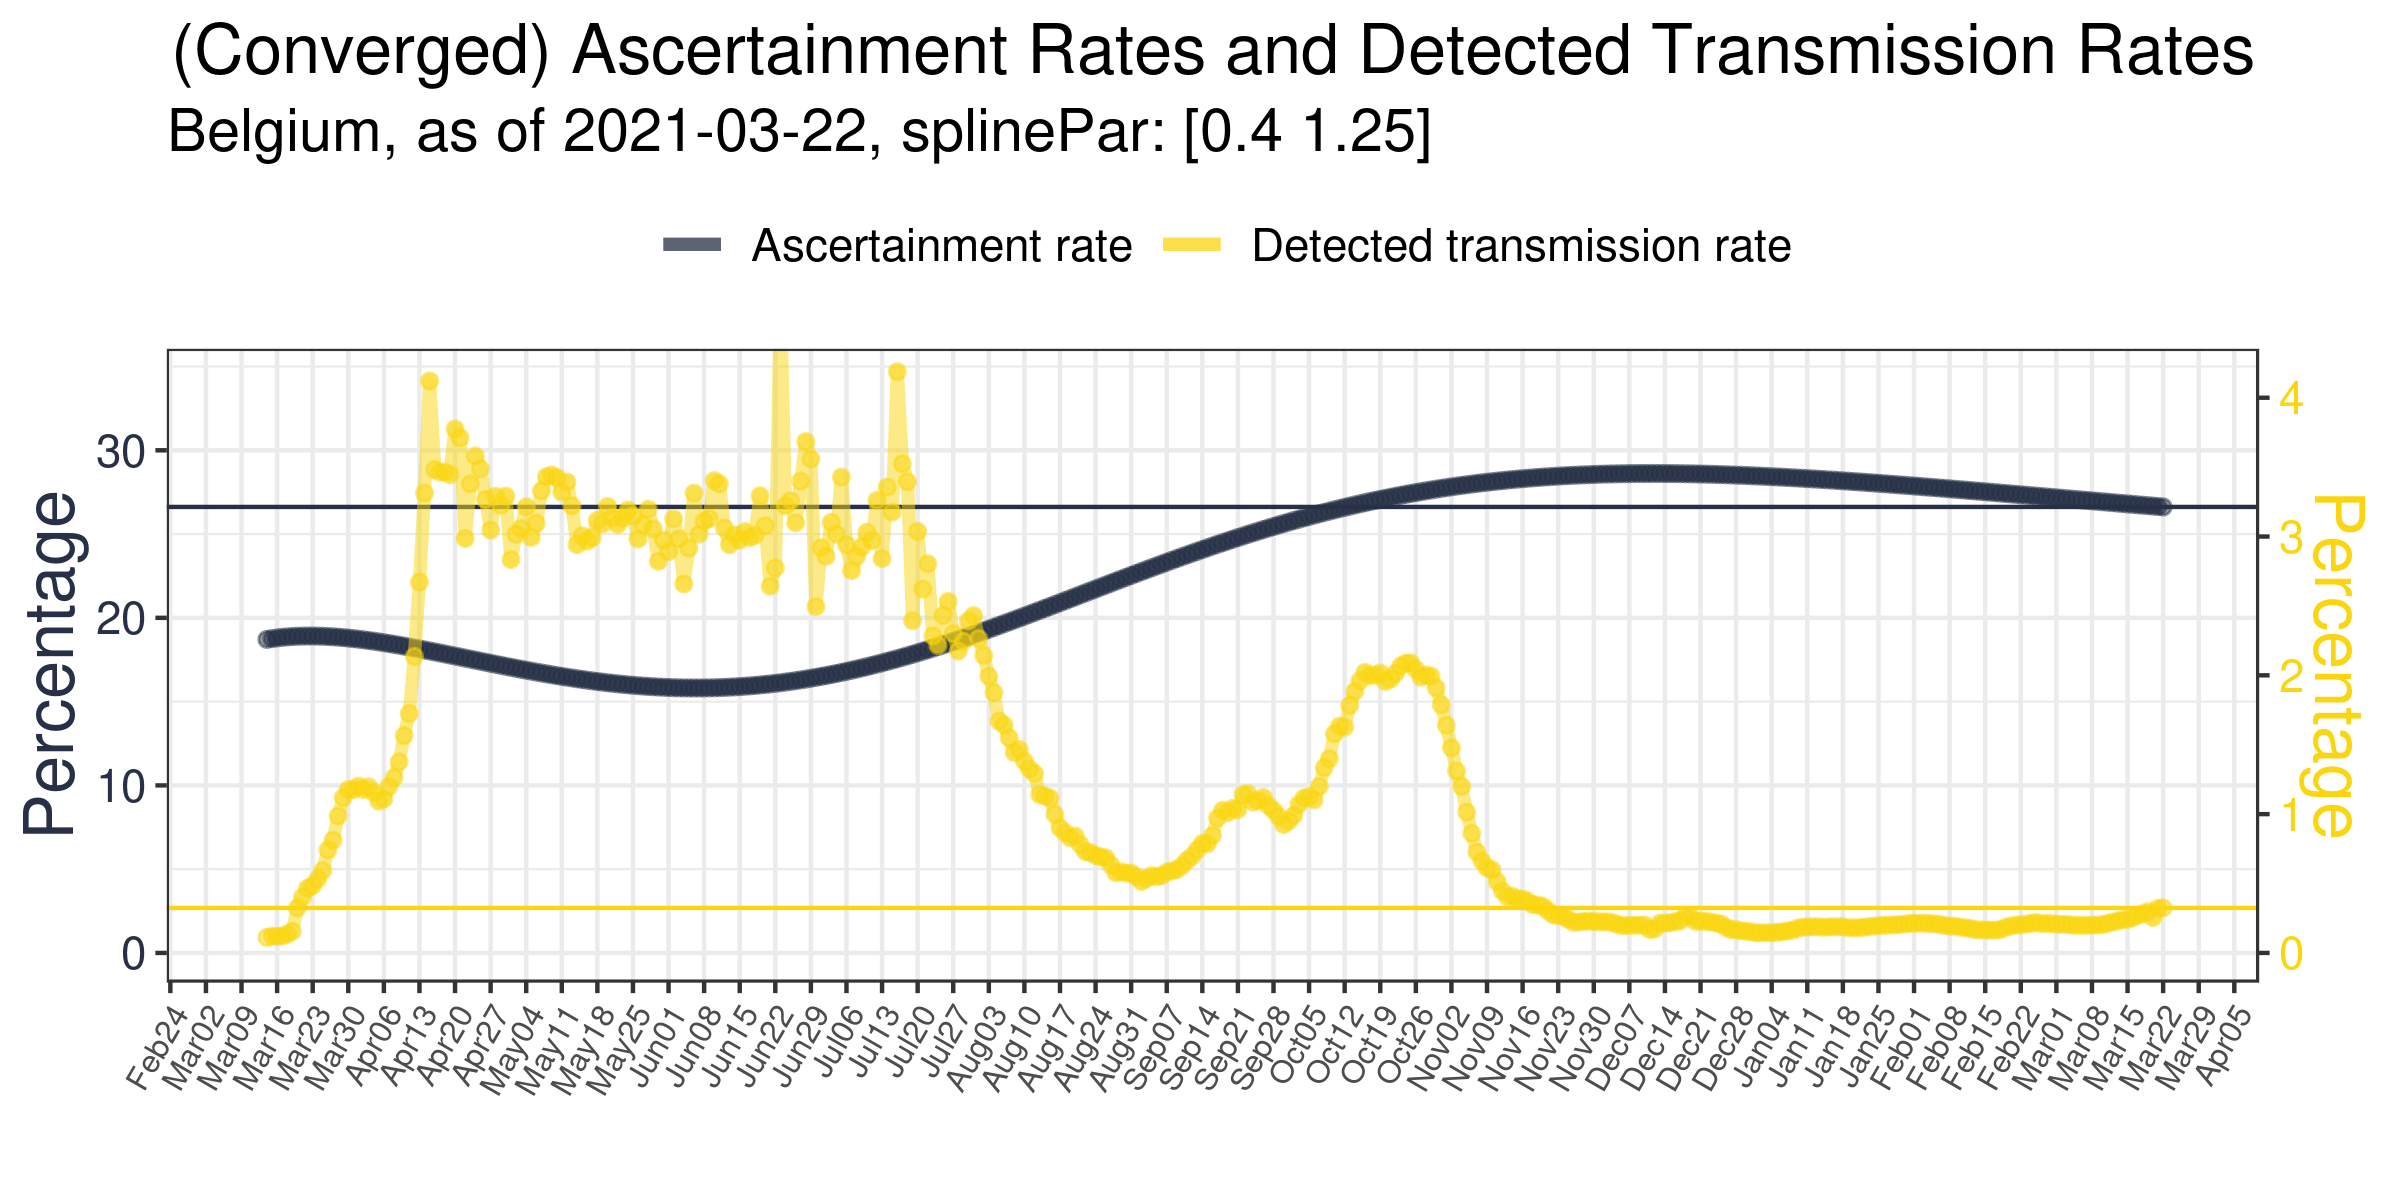 (Converged) Ascertainment Rates and Detected Transmission Rates
Belgium, as of 2021-03-22, splinePar: [0.4 1.25]
Ascertainment rate
Detected transmission rate
Percentage
30
20
10
0
4
3
2
1
0
Percentage
Feb24
Mar02
Mar09
Mar16
Mar23
Mar30
Apr06
Apr13
Apr20
Apr27
May04
May11
May18
May25
Jun01
Jun08
Jun15
Jun22
Jun29
Jul06
Jul13
Jul20
Jul27
Aug03
Aug10
Aug17
Aug24
Aug31
Sep07
Sep14
Sep21
Sep28
Oct05
Oct12
Oct19
Oct26
Nov02
Nov09
Nov16
Nov23
Nov30
Dec07
Dec14
Dec21
Dec28
Jan04
Jan11
Jan18
Jan25
Feb01
Feb08
Feb15
Feb22
Mar01
Mar08
Mar15
Mar22
Mar29
Apr05